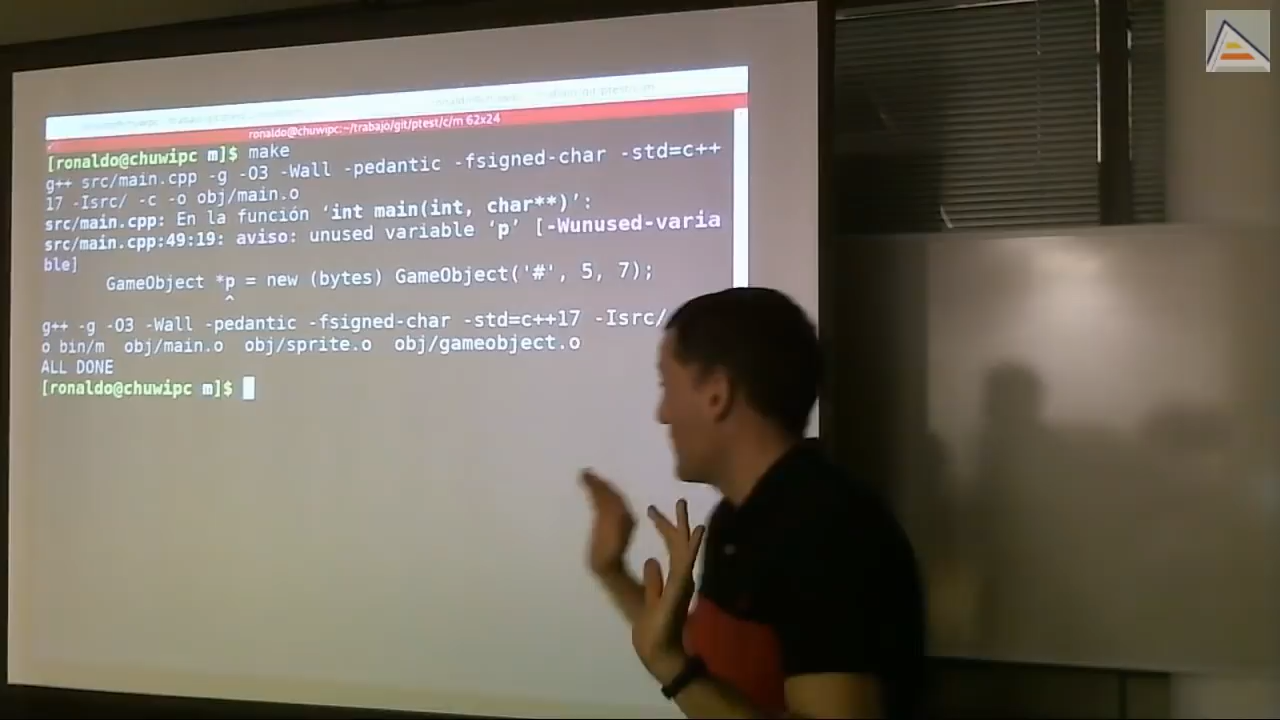 ronaldo@chuwipc:~/trabajo/git/ptest/c/m 62x24
[ronaldo@chuwipc m]$ make
g++ src/main.cpp -g -O3 -Wall -pedantic -fsigned-char -std=c++
17 -Isrc/ -c -o obj/main.o
src/main.cpp: En la función ‘int main(int, char**)’:
src/main.cpp:49:19: aviso: unused variable ‘p’ [-Wunused-varia
ble]
GameObject *p = new (bytes) GameObject('#', 5, 7);
^
g++ -g -O3 -Wall -pedantic -fsigned-char -std=c++17 -Isrc/
o bin/m obj/main.o obj/sprite.o obj/gameobject.o
ALL DONE
[ronaldo@chuwipc m]$